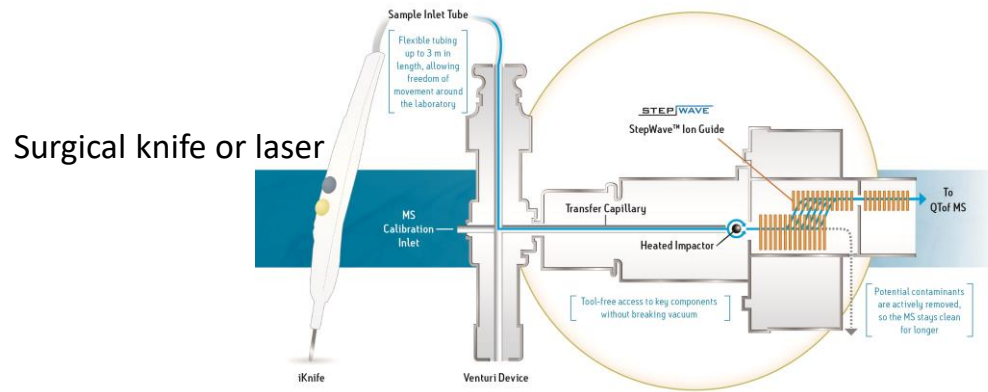 Sample Inlet Tube
Flexible tubing
up to 3 m in
length, allowing
freedom of
movement around
the laboratory
Surgical knife or laser
STEPWAVE
StepWave™ Ion Guide
To
QTof MS
MS
Calibration
Inlet
Transfer Capillary
Heated Impactor
Tool-free access to key components
without breaking vacuum
Potential contaminants
are actively removed,
so the MS stays clean
for longer
iKnife
Venturi Device